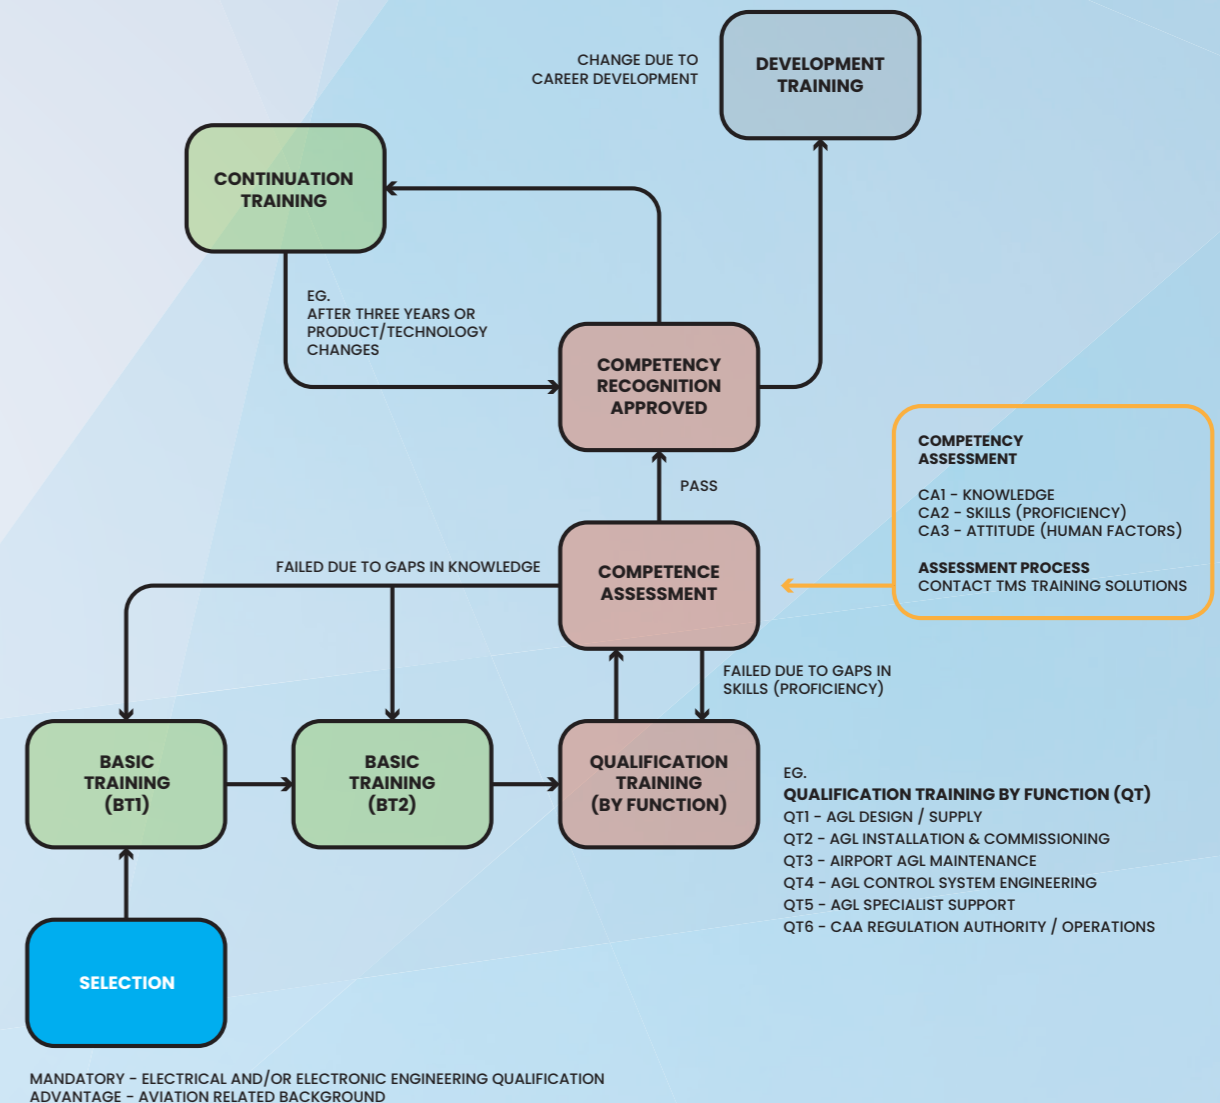 CHANGE DUE TO
CAREER DEVELOPMENT
DEVELOPMENT
TRAINING
CONTINUATION
TRAINING
EG.
AFTER THREE YEARS OR
PRODUCT/TECHNOLOGY
CHANGES
COMPETENCY
RECOGNITION
APPROVED
PASS
COMPETENCY
ASSESSMENT
CA1 - KNOWLEDGE
CA2 - SKILLS (PROFICIENCY)
CA3 - ATTITUDE (HUMAN FACTORS)
ASSESSMENT PROCESS
CONTACT TMS TRAINING SOLUTIONS
FAILED DUE TO GAPS IN KNOWLEDGE
COMPETENCE
ASSESSMENT
FAILED DUE TO GAPS IN
SKILLS (PROFICIENCY)
BASIC
TRAINING
(BT1)
BASIC
TRAINING
(BT2)
QUALIFICATION
TRAINING
(BY FUNCTION)
EG.
QUALIFICATION TRAINING BY FUNCTION (QT)
QT1 - AGL DESIGN / SUPPLY
QT2 - AGL INSTALLATION & COMMISSIONING
QT3 - AIRPORT AGL MAINTENANCE
QT4 - AGL CONTROL SYSTEM ENGINEERING
QT5 - AGL SPECIALIST SUPPORT
QT6 - CAA REGULATION AUTHORITY / OPERATIONS
SELECTION
MANDATORY - ELECTRICAL AND/OR ELECTRONIC ENGINEERING QUALIFICATION
ADVANTAGE - AVIATION RELATED BACKGROUND